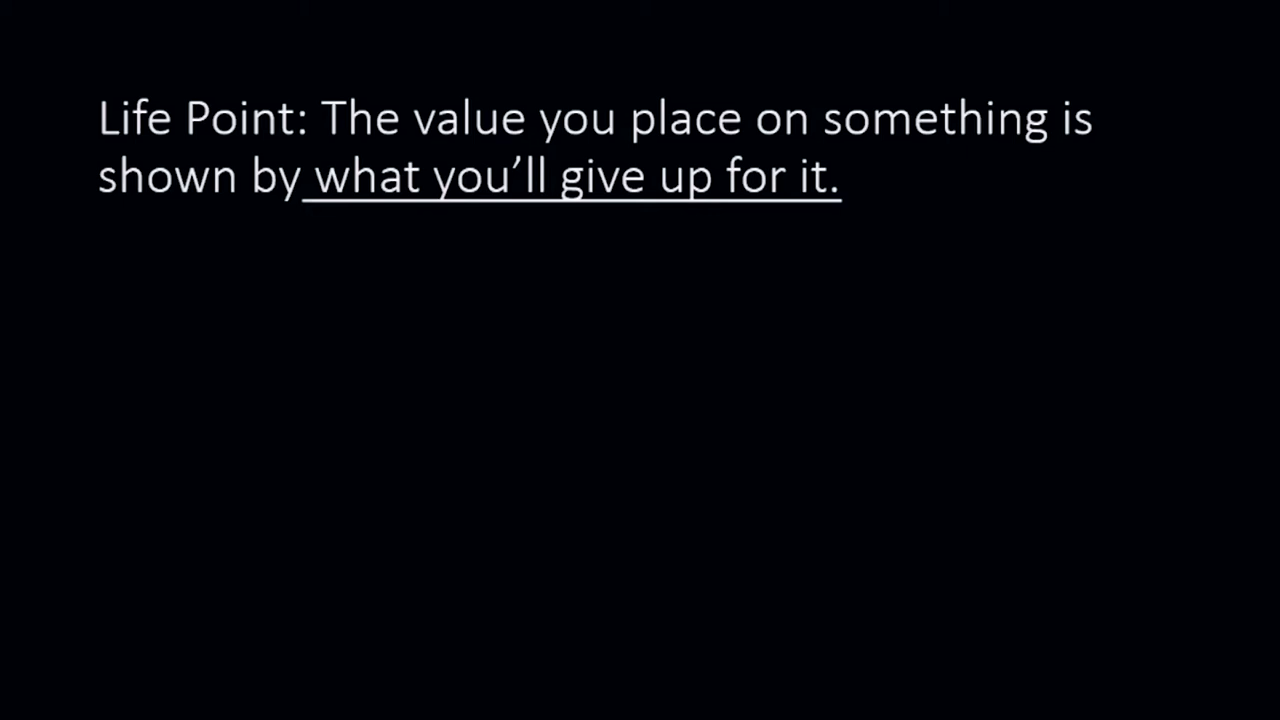 Life Point: The value you place on something is
shown by what you’ll give up for it.